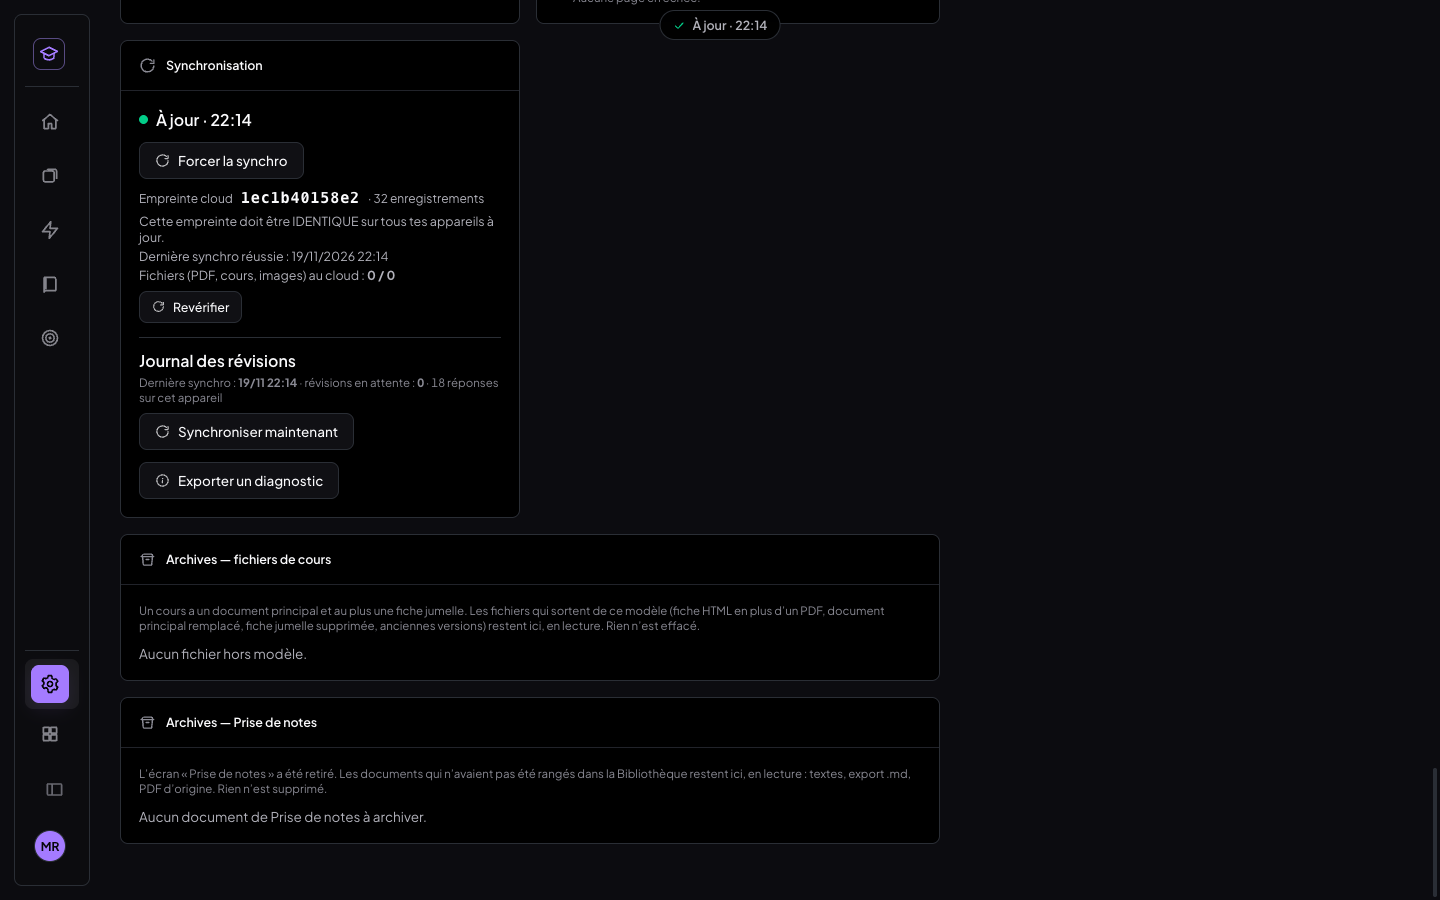 Aucune page en échec.
À jour · 22:14
Synchronisation
À jour · 22:14
Forcer la synchro
Empreinte cloud 1ec1b40158e2 · 32 enregistrements
Cette empreinte doit être IDENTIQUE sur tous tes appareils à
jour.
Dernière synchro réussie : 19/11/2026 22:14
Fichiers (PDF, cours, images) au cloud : 0 / 0
Revérifier
Journal des révisions
Dernière synchro : 19/11 22:14 · révisions en attente : 0 · 18 réponses
sur cet appareil
Synchroniser maintenant
Exporter un diagnostic
Archives — fichiers de cours
Un cours a un document principal et au plus une fiche jumelle. Les fichiers qui sortent de ce modèle (fiche HTML en plus d'un PDF, document
principal remplacé, fiche jumelle supprimée, anciennes versions) restent ici, en lecture. Rien n'est effacé.
Aucun fichier hors modèle.
Archives — Prise de notes
L'écran « Prise de notes » a été retiré. Les documents qui n'avaient pas été rangés dans la Bibliothèque restent ici, en lecture : textes, export .md,
PDF d'origine. Rien n'est supprimé.
Aucun document de Prise de notes à archiver.
MR